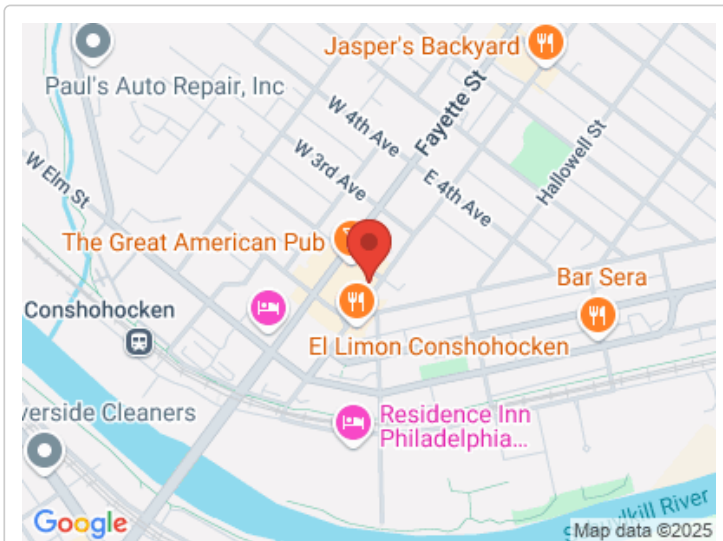 Jasper's Backyard
Paul's Auto Repair, Inc
Fayette St
W 4th Ave
W 3rd Ave
E 4th Ave
Hallowell St
W Elm St
The Great American Pub
Bar Sera
Conshohocken
El Limon Conshohocken
erside Cleaners
Residence Inn
Philadelphia...
River
Google
Map data ©2025